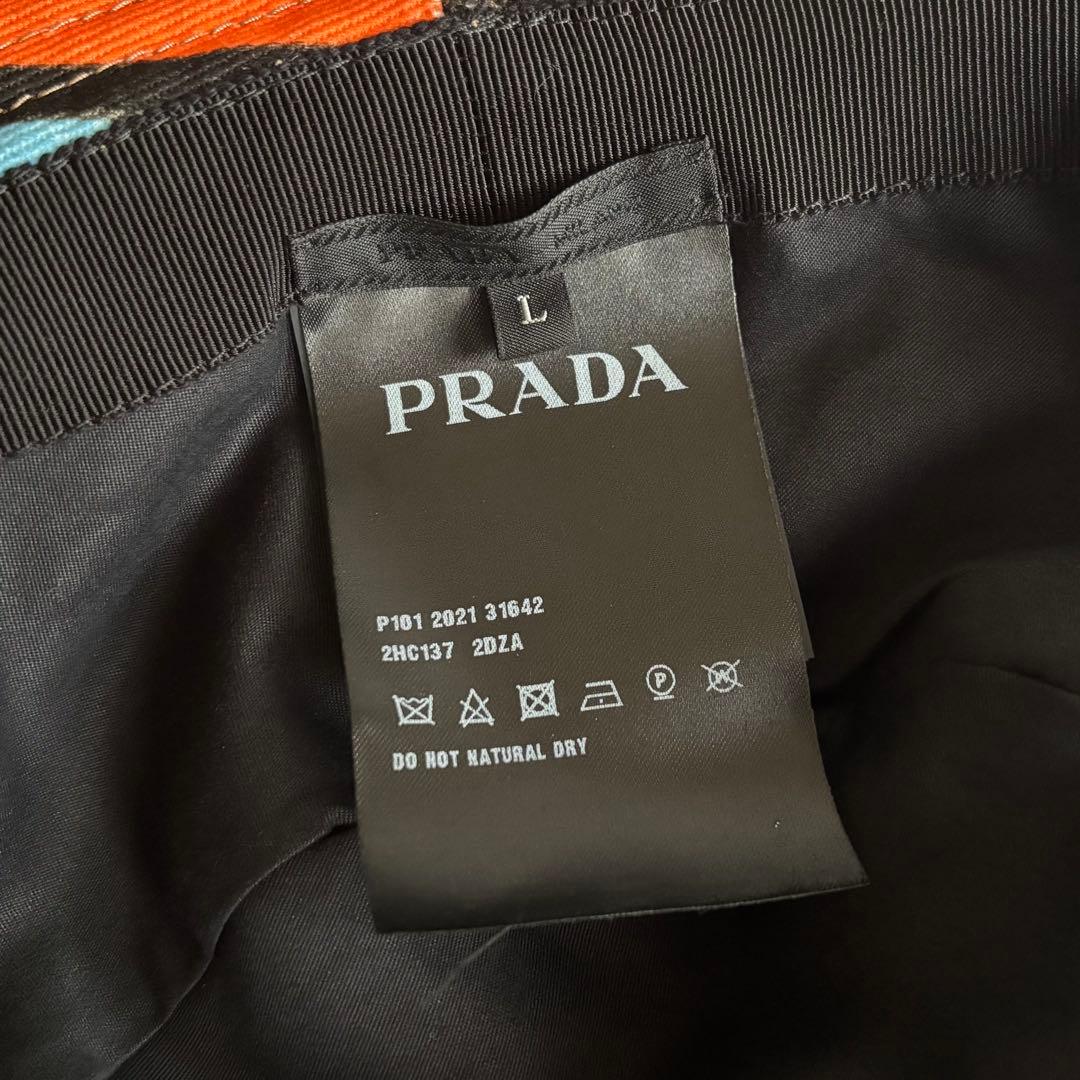 L
PRADA
P101 2021 31642
2HC137 2DZA
P
W
DO NOT NATURAL DRY